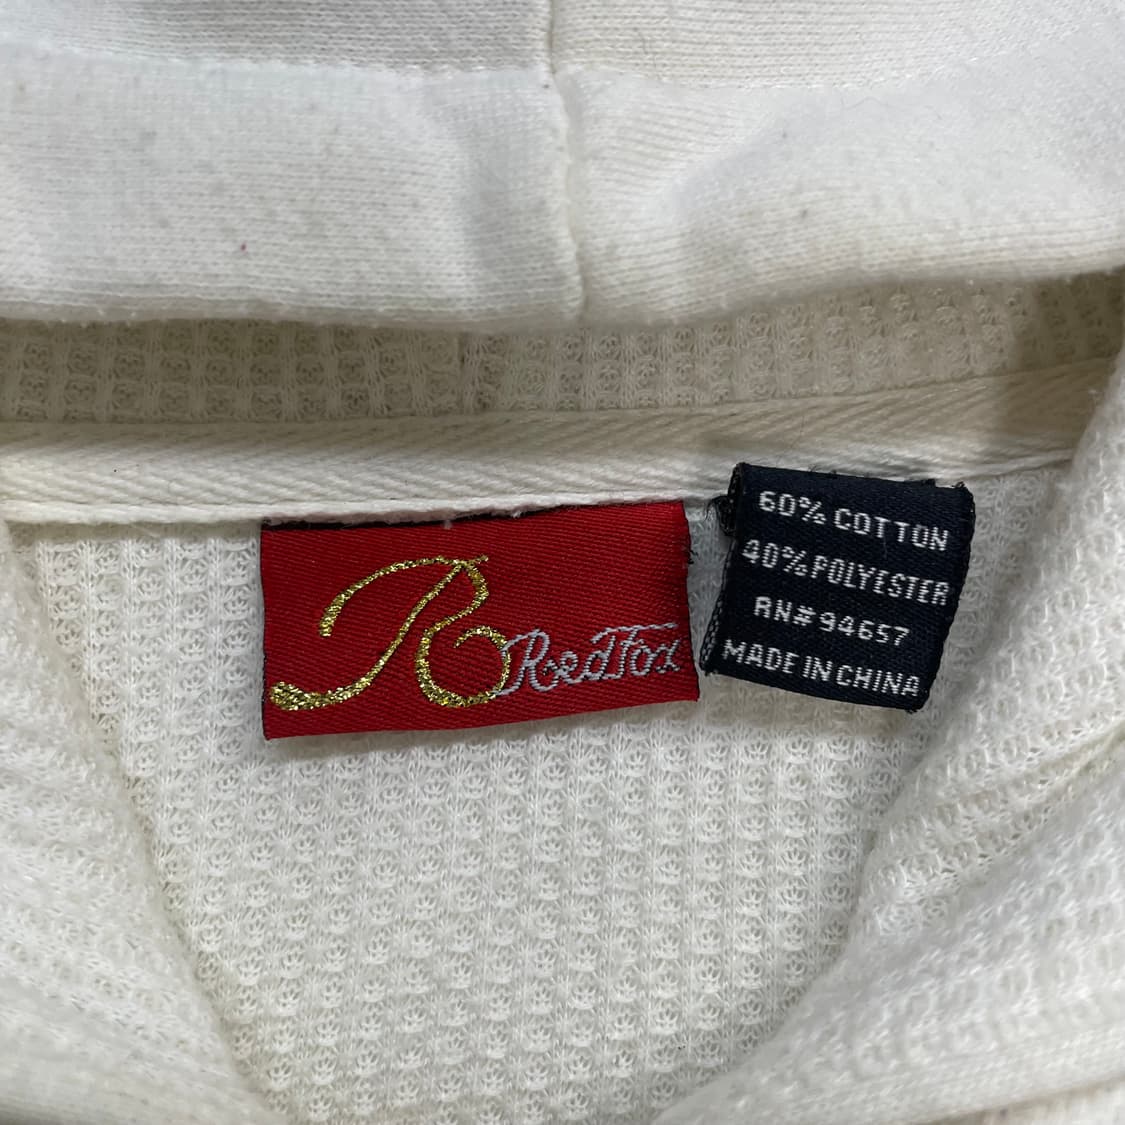 R
RedFox
60% COTTON
40% POLYESTER
RN# 94657
MADE IN CHINA